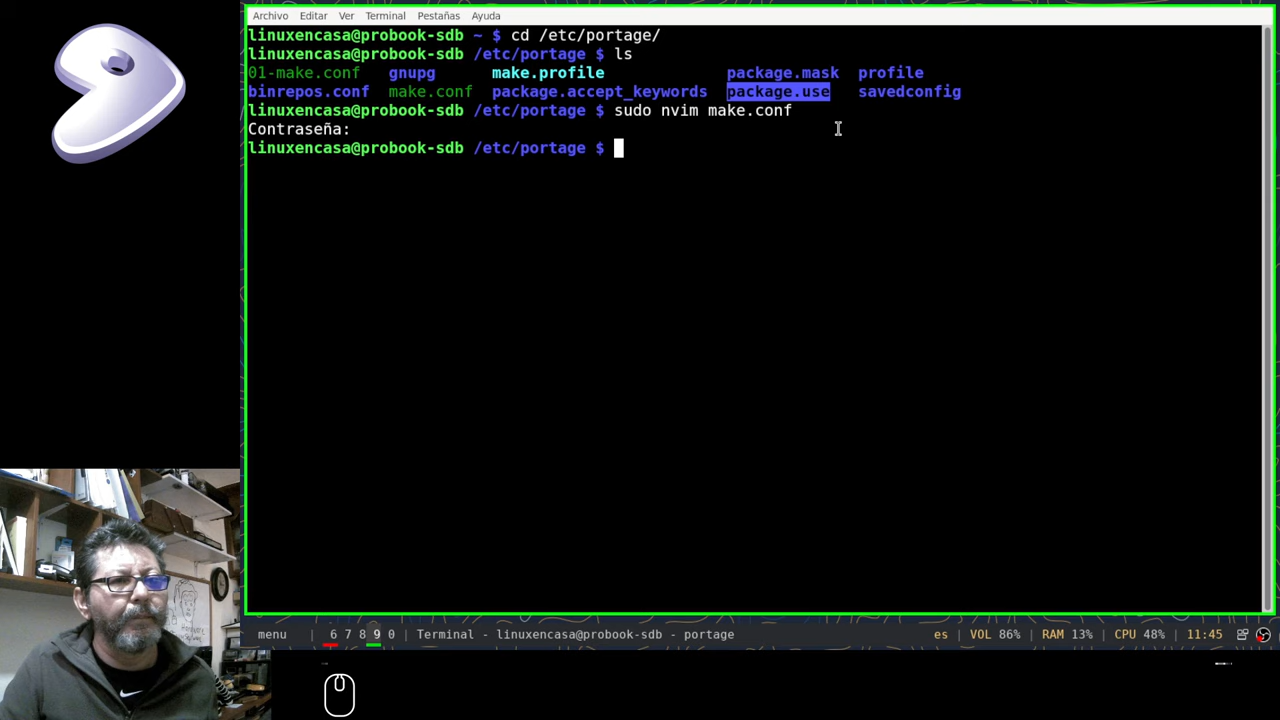 Archivo Editar Ver Terminal Pestañas Ayuda
linuxencasa@probook-sdb ~ $ cd /etc/portage/
linuxencasa@probook-sdb /etc/portage $ ls
01-make.conf gnupg make.profile package.mask profile
binrepos.conf make.conf package.accept_keywords package.use savedconfig
linuxencasa@probook-sdb /etc/portage $ sudo nvim make.conf
Contraseña:
linuxencasa@probook-sdb /etc/portage $
menu | 6 7 8 9 0 | Terminal - linuxencasa@probook-sdb - portage es | VOL 86% | RAM 13% | CPU 48% | 11:45